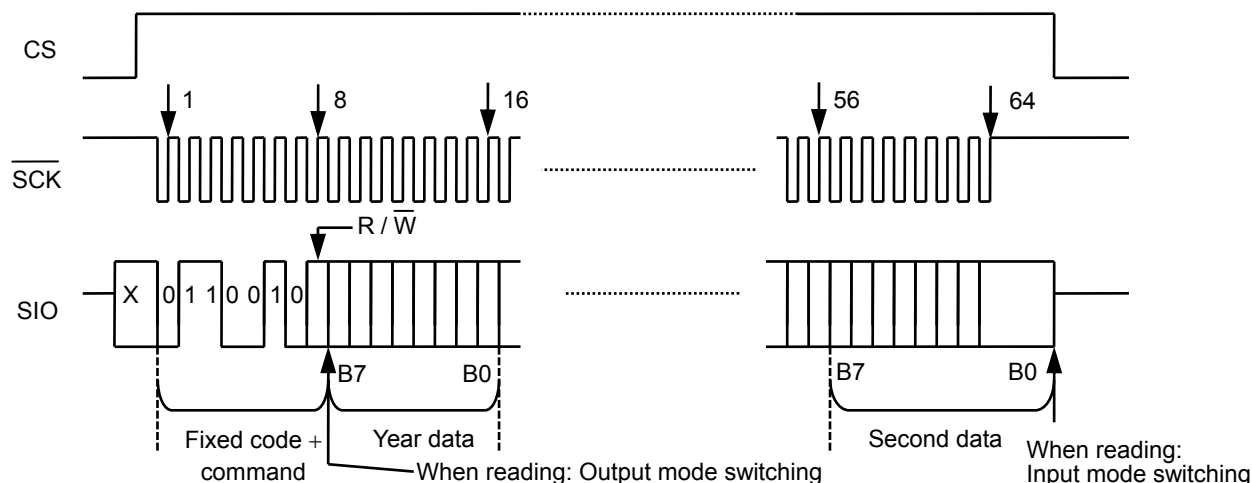 CS
1 8 16 56 64
SCK
R / W
SIO X 0 1 1 0 0 1 0
B7 B0 B7 B0
Fixed code + Year data Second data When reading:
command When reading: Output mode switching Input mode switching